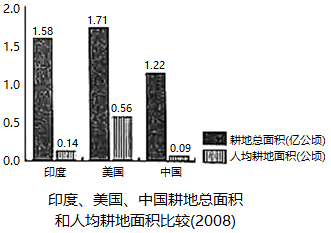 2.0
1.5
1.0
0.5
0.0
1.58
0.14
1.71
0.56
1.22
0.09
印度
美国
中国
耕地总面积(亿公顷)
人均耕地面积(公顷)
印度、美国、中国耕地总面积
和人均耕地面积比较(2008)